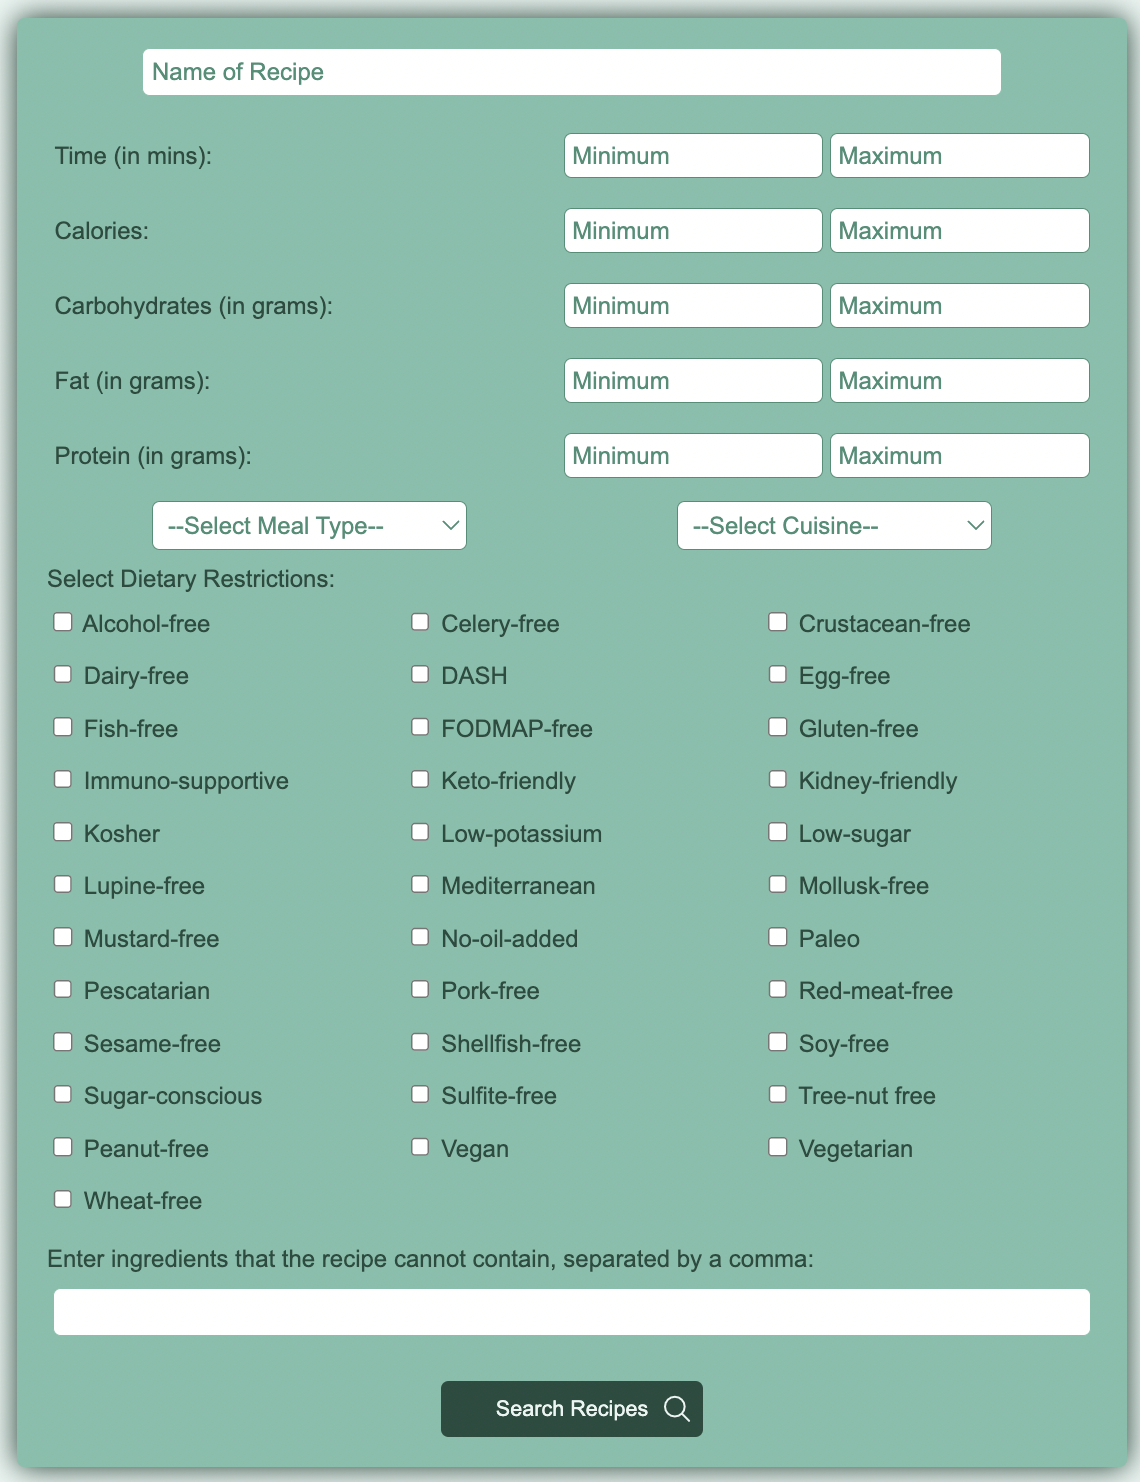 Name of Recipe
Time (in mins): Minimum Maximum
Calories: Minimum Maximum
Carbohydrates (in grams): Minimum Maximum
Fat (in grams): Minimum Maximum
Protein (in grams): Minimum Maximum
--Select Meal Type-- --Select Cuisine--
Select Dietary Restrictions:
Alcohol-free Celery-free Crustacean-free
Dairy-free DASH Egg-free
Fish-free FODMAP-free Gluten-free
Immuno-supportive Keto-friendly Kidney-friendly
Kosher Low-potassium Low-sugar
Lupine-free Mediterranean Mollusk-free
Mustard-free No-oil-added Paleo
Pescatarian Pork-free Red-meat-free
Sesame-free Shellfish-free Soy-free
Sugar-conscious Sulfite-free Tree-nut free
Peanut-free Vegan Vegetarian
Wheat-free
Enter ingredients that the recipe cannot contain, separated by a comma:
Search Recipes